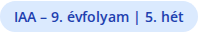 IAA – 9. évfolyam | 5. hét